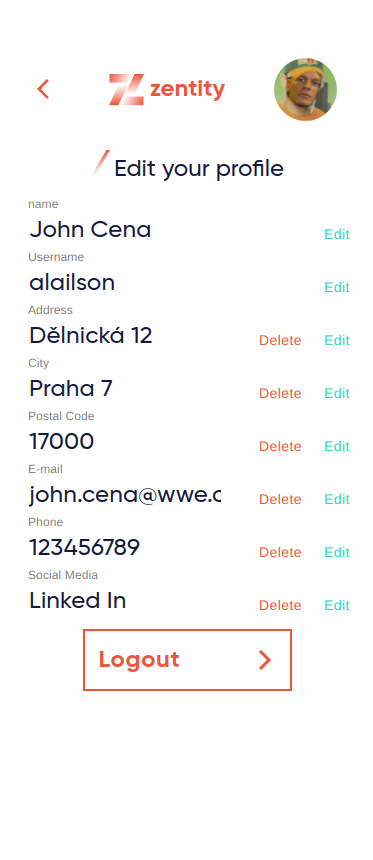 zentity
Edit your profile
name
John Cena
Edit
Username
alailson
Edit
Address
Dělnická 12
Delete Edit
City
Praha 7
Delete Edit
Postal Code
17000
Delete Edit
E-mail
john.cena@wwe.c
Delete Edit
Phone
123456789
Delete Edit
Social Media
Linked In
Delete Edit
Logout